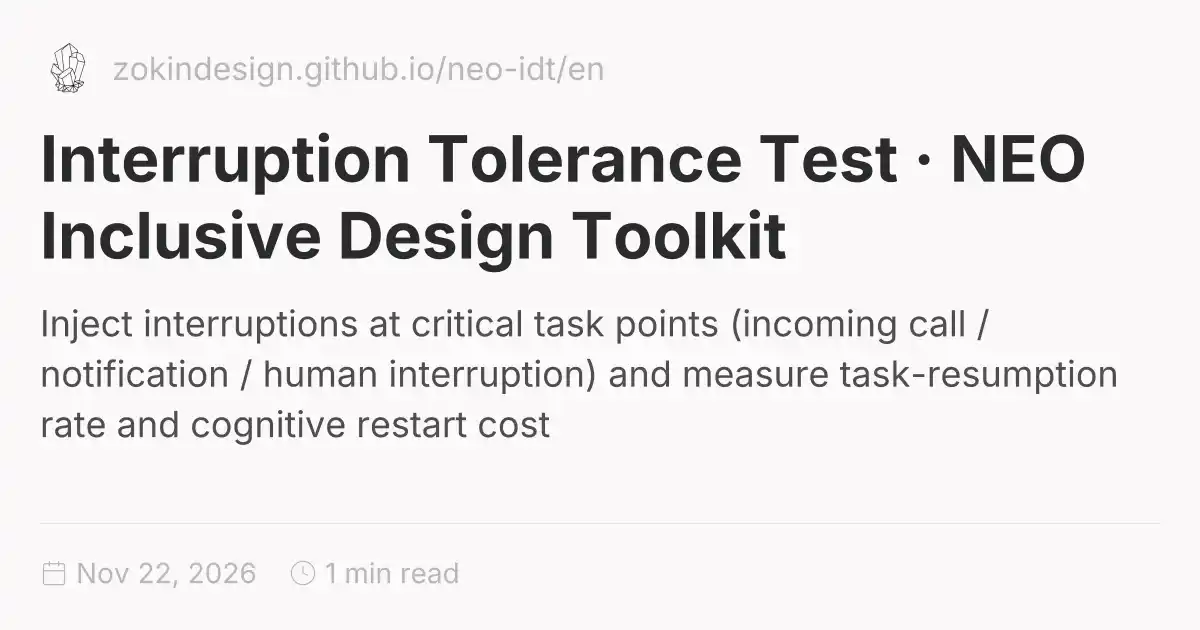 zokindesign.github.io/neo-idt/en
Interruption Tolerance Test · NEO
Inclusive Design Toolkit
Inject interruptions at critical task points (incoming call /
notification / human interruption) and measure task-resumption
rate and cognitive restart cost
Nov 22, 2026 1 min read